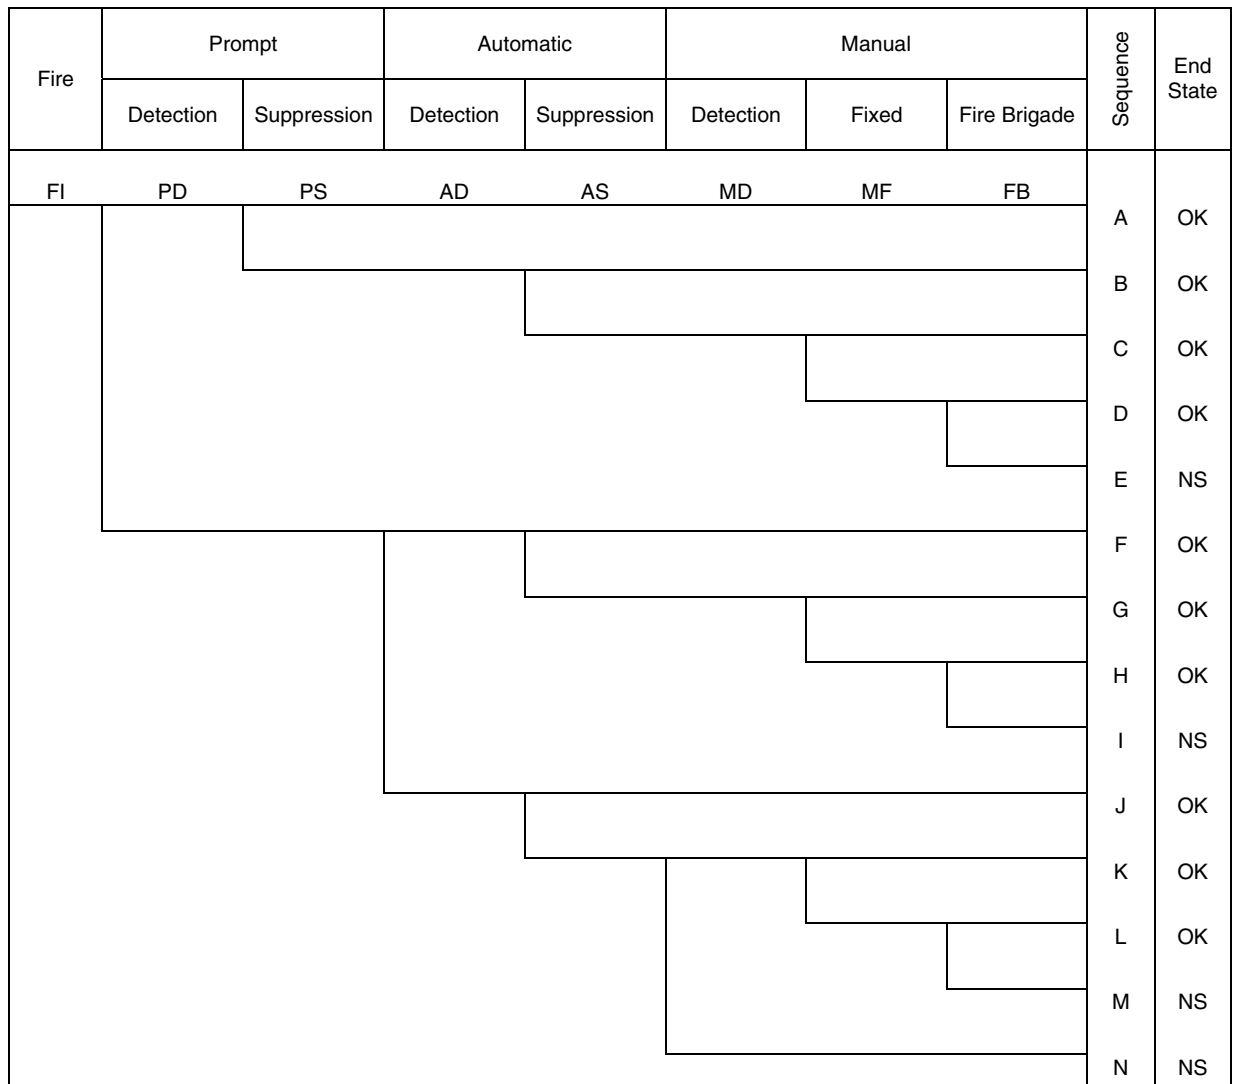 Fire Prompt Automatic Manual Sequence End State
Detection Suppression Detection Suppression Detection Fixed Fire Brigade
FI PD PS AD AS MD MF FB
A OK
B OK
C OK
D OK
E NS
F OK
G OK
H OK
I NS
J OK
K OK
L OK
M NS
N NS